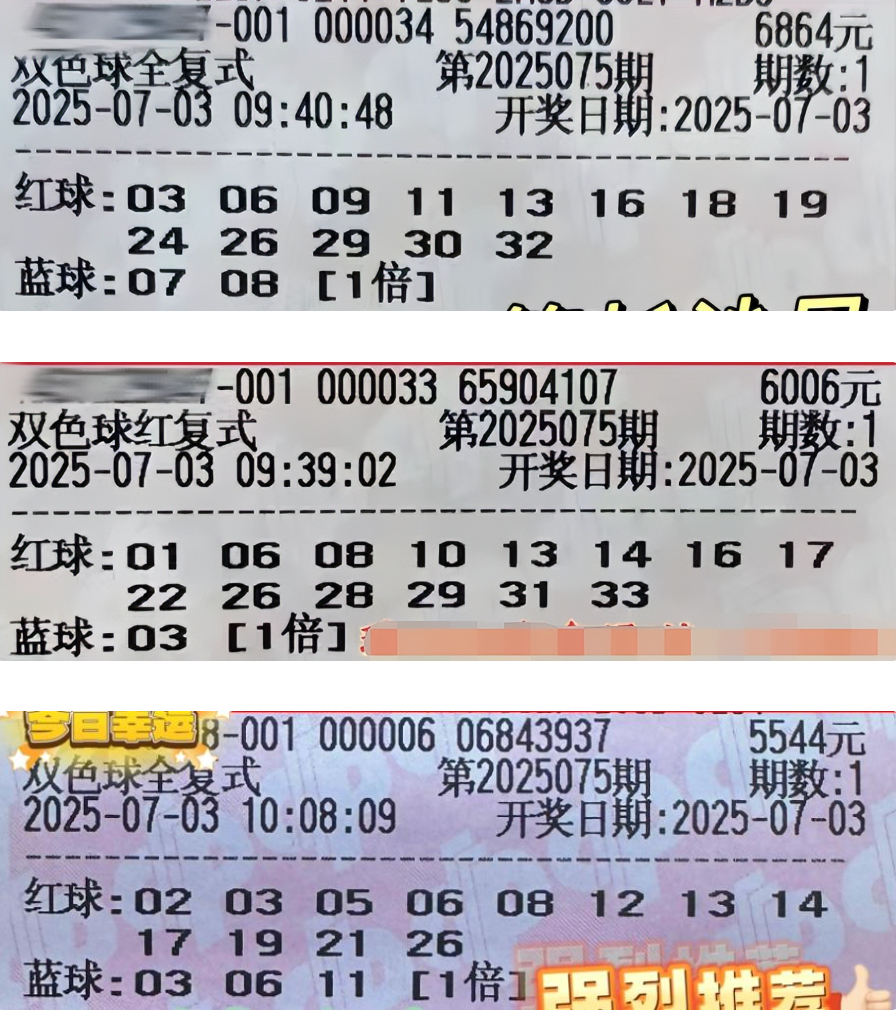 -001 000034 54869200 6864元
双色球全复式 第2025075期 期数:1
2025-07-03 09:40:48 开奖日期:2025-07-03
红球:03 06 09 11 13 16 18 19
24 26 29 30 32
蓝球:07 08 [1倍]
-001 000033 65904107 6006元
双色球红复式 第2025075期 期数:1
2025-07-03 09:39:02 开奖日期:2025-07-03
红球:01 06 08 10 13 14 16 17
22 26 28 29 31 33
蓝球:03 [1倍]
今日幸运
8-001 000006 06843937 5544元
双色球全复式 第2025075期 期数:1
2025-07-03 10:08:09 开奖日期:2025-07-03
红球:02 03 05 06 08 12 13 14
17 19 21 26
蓝球:03 06 11 [1倍]
强烈推荐